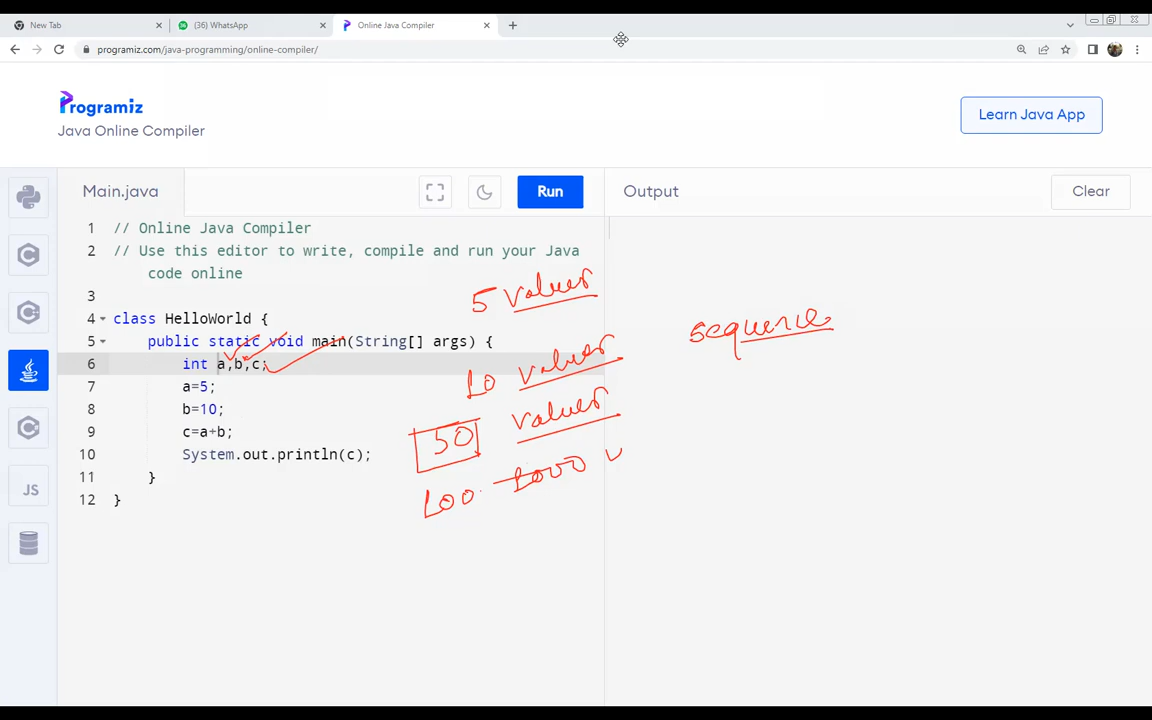 New Tab
(36) WhatsApp
Online Java Compiler
programiz.com/java-programming/online-compiler/
Programiz
Java Online Compiler
Learn Java App
Main.java
Run
Output
Clear
1 // Online Java Compiler
2 // Use this editor to write, compile and run your Java
code online
3
4 class HelloWorld {
5 public static void main(String[] args) {
6 int a,b,c;
7 a=5;
8 b=10;
9 c=a+b;
10 System.out.println(c);
11 }
12 }
JS
5 values
10 values
50 values
100 1000 v
sequence